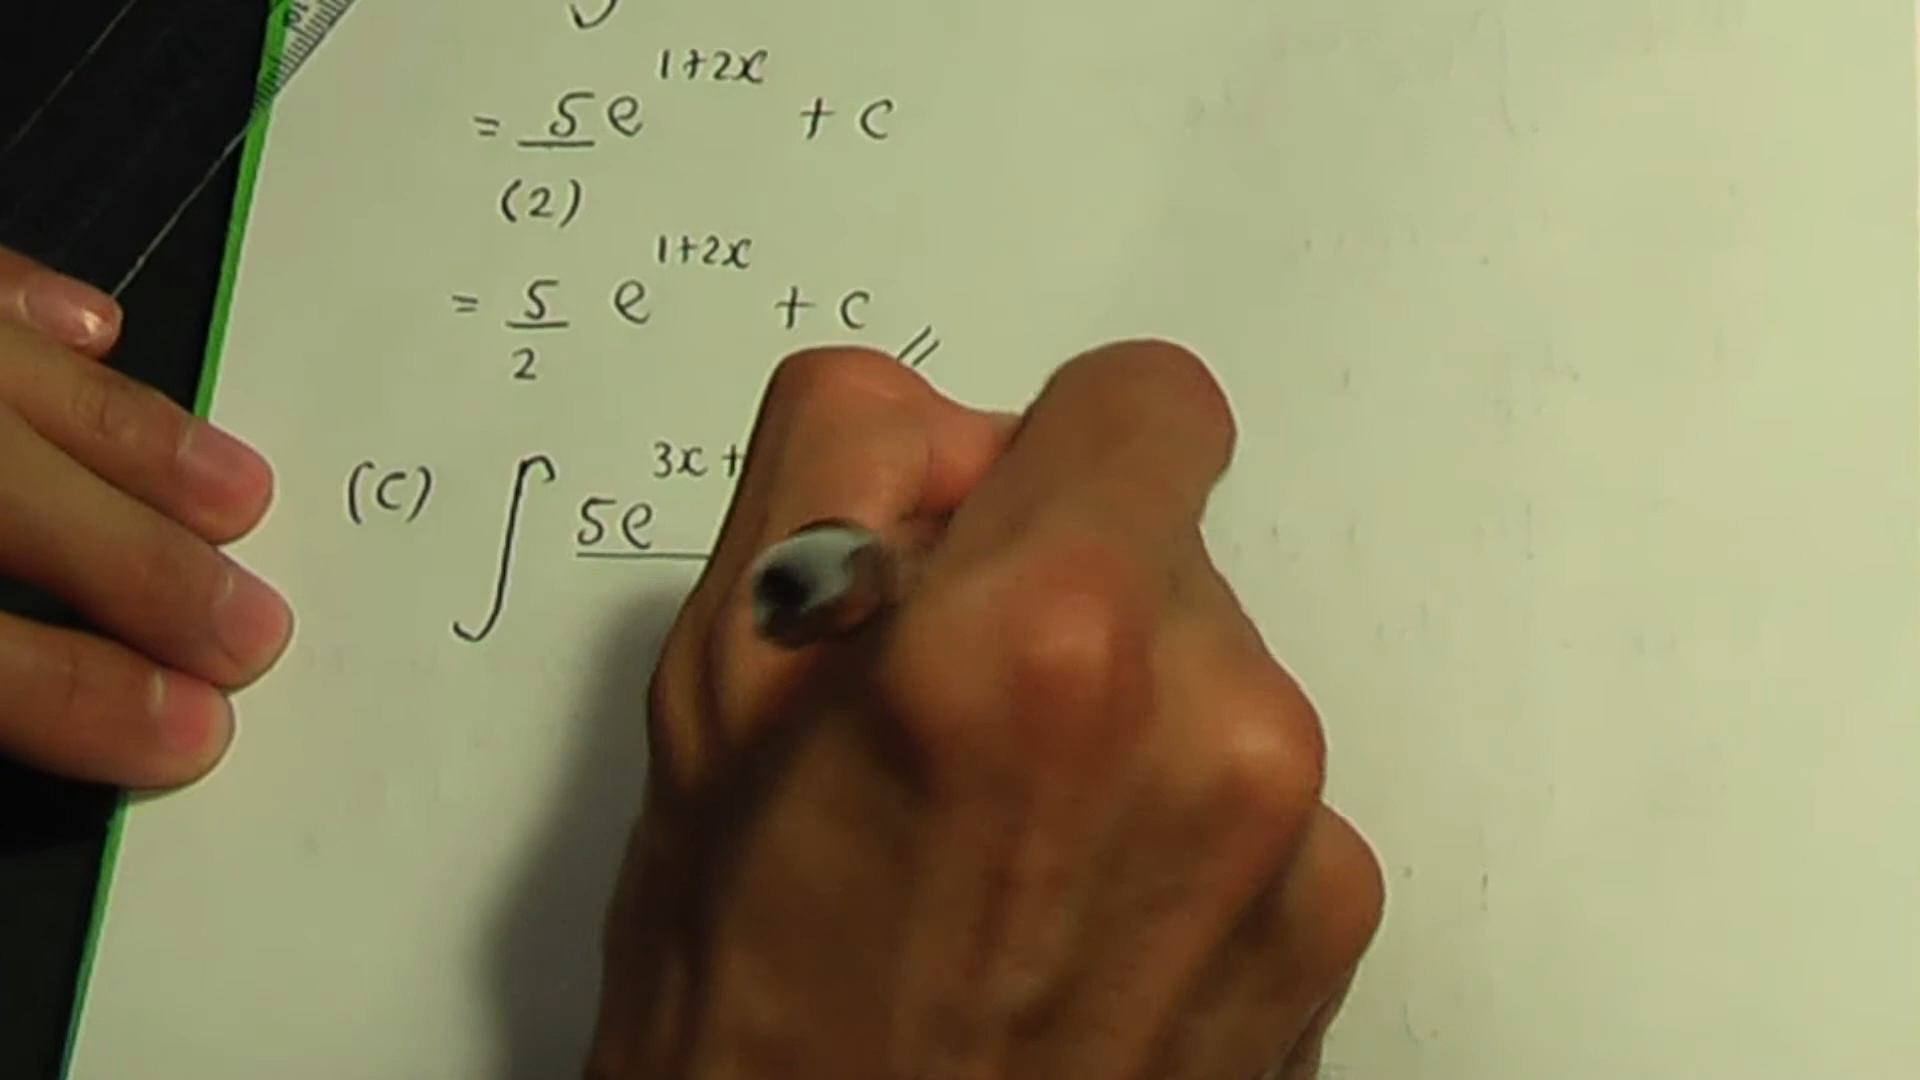 = 5e^(1+2x) + c
(2)
= 5/2 e^(1+2x) + c //
(C) ∫ 5e^(3x+